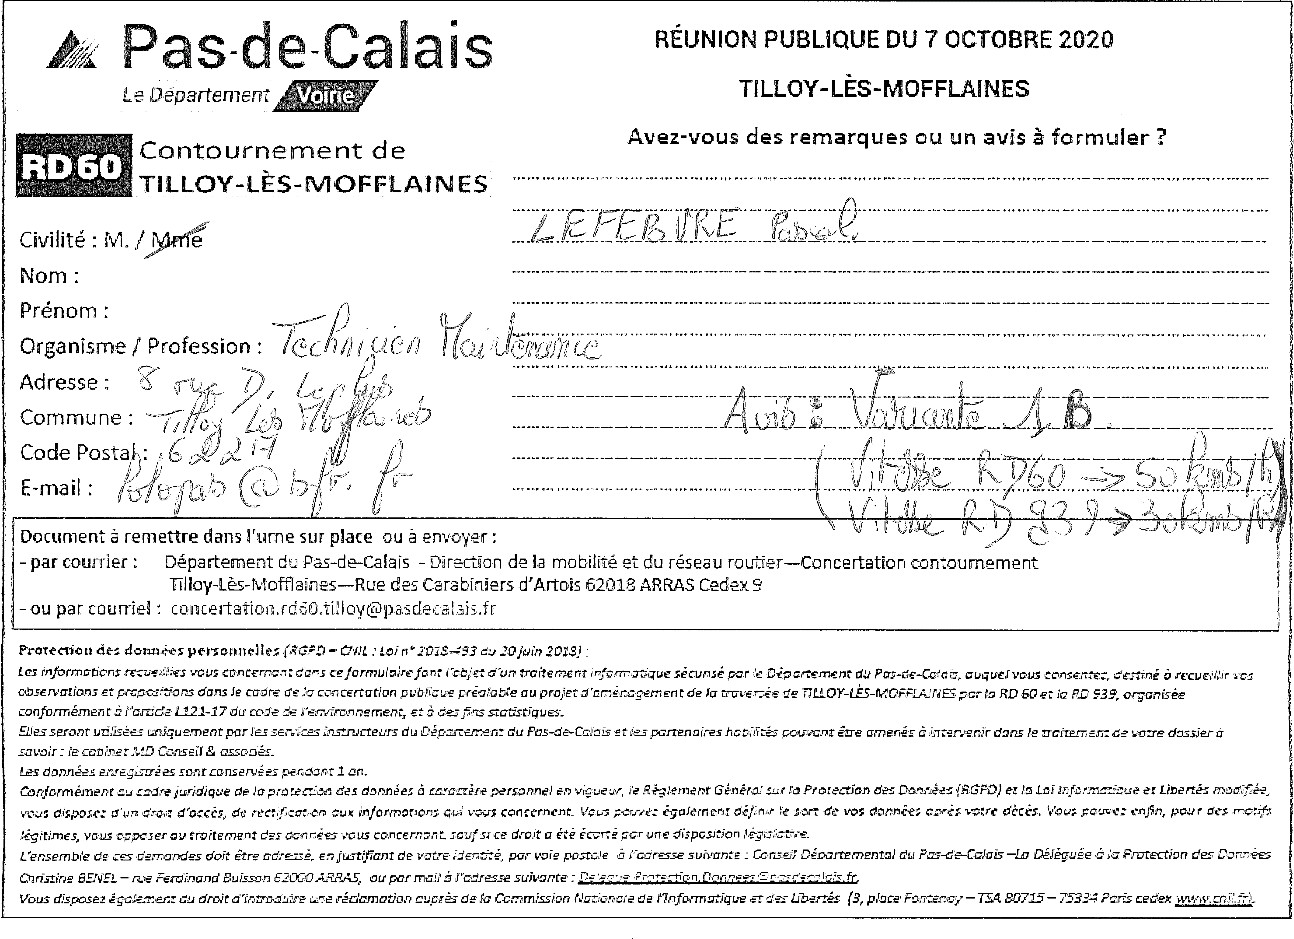 Pas-de-Calais
Le Département Voirie
RÉUNION PUBLIQUE DU 7 OCTOBRE 2020
TILLOY-LÈS-MOFFLAINES
Avez-vous des remarques ou un avis à formuler ?
RD60 Contournement de
TILLOY-LÈS-MOFFLAINES
LEFEBVRE Pascal
Civilité : M. / Mme
Nom :
Prénom :
Organisme / Profession : Technicien Maintenance
Adresse : 8 rue D.
Commune : Tilloy Les Mofflaines
Code Postal : 62217
E-mail : @bfr. fr
Avis : Variante 1 B
(Vitesse RD60 → 50 kmb/h)
(Vitesse RD 939 → 30 kmb/h)
Document à remettre dans l'urne sur place ou à envoyer :
- par courrier : Département du Pas-de-Calais - Direction de la mobilité et du réseau routier—Concertation contournement
Tilloy-Lès-Mofflaines—Rue des Carabiniers d'Artois 62018 ARRAS Cedex 9
- ou par courriel : concertation.rd60.tilloy@pasdecalais.fr
Protection des données personnelles (RGPD – CNIL : Loi n° 2018-493 du 20 juin 2018) :
Les informations recueillies vous concernant dans ce formulaire font l'objet d'un traitement informatique sécurisé par le Département du Pas-de-Calais, auquel vous consentez, destiné à recueillir vos
observations et propositions dans le cadre de la concertation publique préalable au projet d'aménagement de la traversée de TILLOY-LÈS-MOFFLAINES par la RD 60 et la RD 939, organisée
conformément à l'article L121-17 du code de l'environnement, et à des fins statistiques.
Elles seront utilisées uniquement par les services instructeurs du Département du Pas-de-Calais et les partenaires habilités pouvant être amenés à intervenir dans le traitement de votre dossier à
savoir : le cabinet MD Conseil & associés.
Les données enregistrées sont conservées pendant 1 an.
Conformément au cadre juridique de la protection des données à caractère personnel en vigueur, le Règlement Général sur la Protection des Données (RGPD) et la Loi Informatique et Libertés modifiée,
vous disposez d'un droit d'accès, de rectification aux informations qui vous concernent. Vous pouvez également définir le sort de vos données après votre décès. Vous pouvez enfin, pour des motifs
légitimes, vous opposer au traitement des données vous concernant, sauf si ce droit a été écarté par une disposition législative.
L'ensemble de ces demandes doit être adressé, en justifiant de votre identité, par voie postale à l'adresse suivante : Conseil Départemental du Pas-de-Calais –La Déléguée à la Protection des Données
Christine BENEL – rue Ferdinand Buisson 62000 ARRAS, ou par mail à l'adresse suivante : Delegue.Protection.Donnees@pasdecalais.fr.
Vous disposez également du droit d'introduire une réclamation auprès de la Commission Nationale de l'Informatique et des Libertés (3, place Fontenoy – TSA 80715 – 75334 Paris cedex www.cnil.fr).